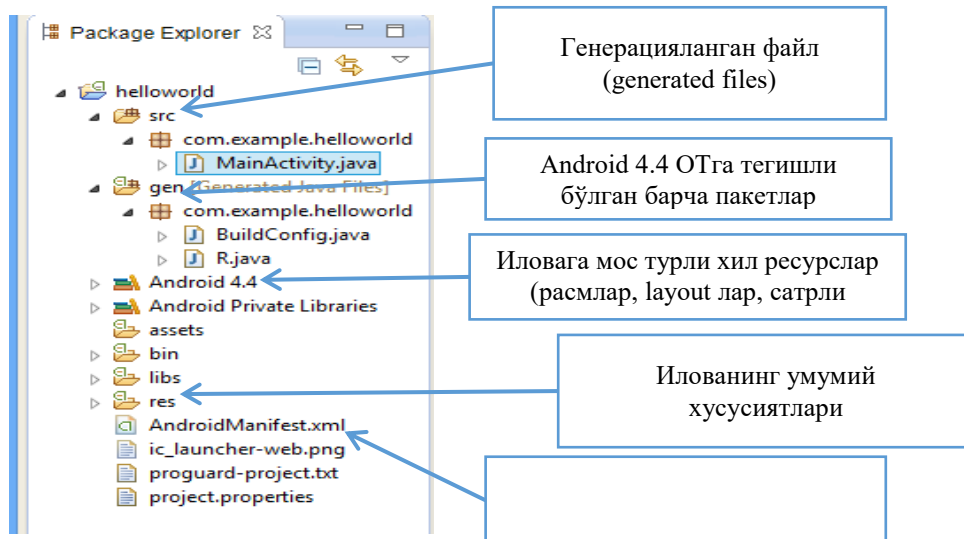 Package Explorer
helloworld
src
com.example.helloworld
MainActivity.java
gen [Generated Java Files]
com.example.helloworld
BuildConfig.java
R.java
Android 4.4
Android Private Libraries
assets
bin
libs
res
AndroidManifest.xml
ic_launcher-web.png
proguard-project.txt
project.properties
Генерацияланган файл
(generated files)
Android 4.4 ОТга тегишли
бўлган барча пакетлар
Иловага мос турли хил ресурслар
(расмлар, layout лар, сатрли
Илованинг умумий
хусусиятлари